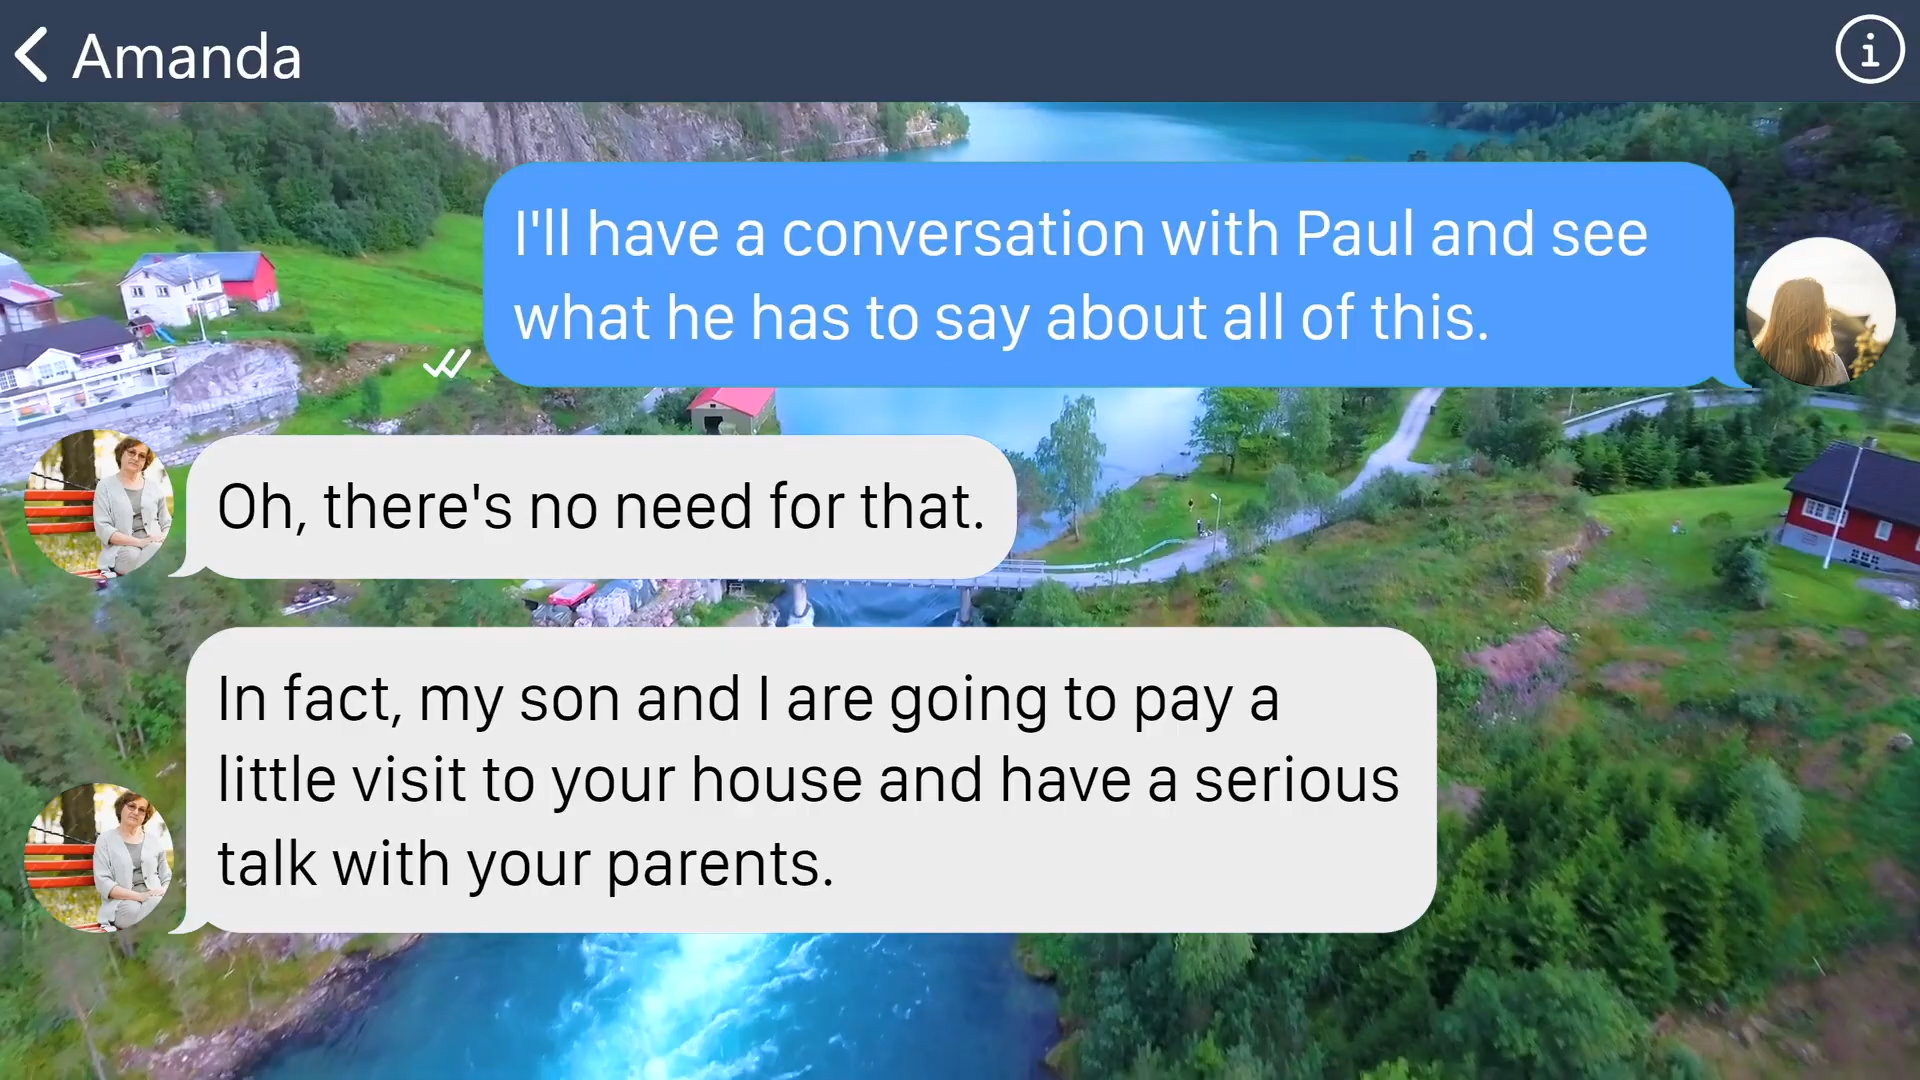 Amanda
I'll have a conversation with Paul and see
what he has to say about all of this.
Oh, there's no need for that.
In fact, my son and I are going to pay a
little visit to your house and have a serious
talk with your parents.